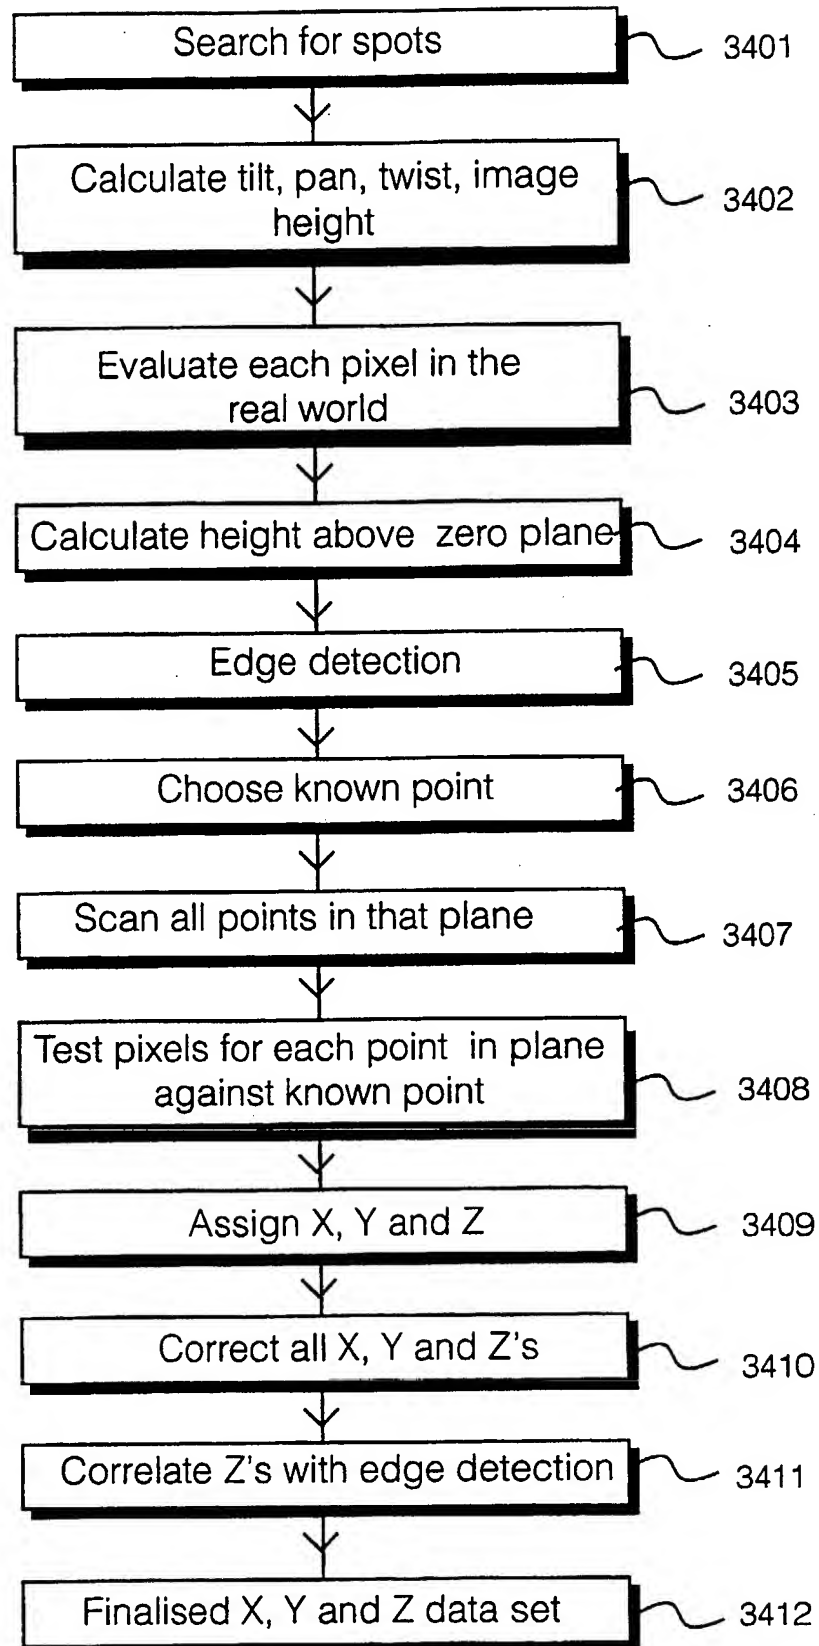 Search for spots
3401
Calculate tilt, pan, twist, image
height
3402
Evaluate each pixel in the
real world
3403
Calculate height above zero plane
3404
Edge detection
3405
Choose known point
3406
Scan all points in that plane
3407
Test pixels for each point in plane
against known point
3408
Assign X, Y and Z
3409
Correct all X, Y and Z's
3410
Correlate Z's with edge detection
3411
Finalised X, Y and Z data set
3412